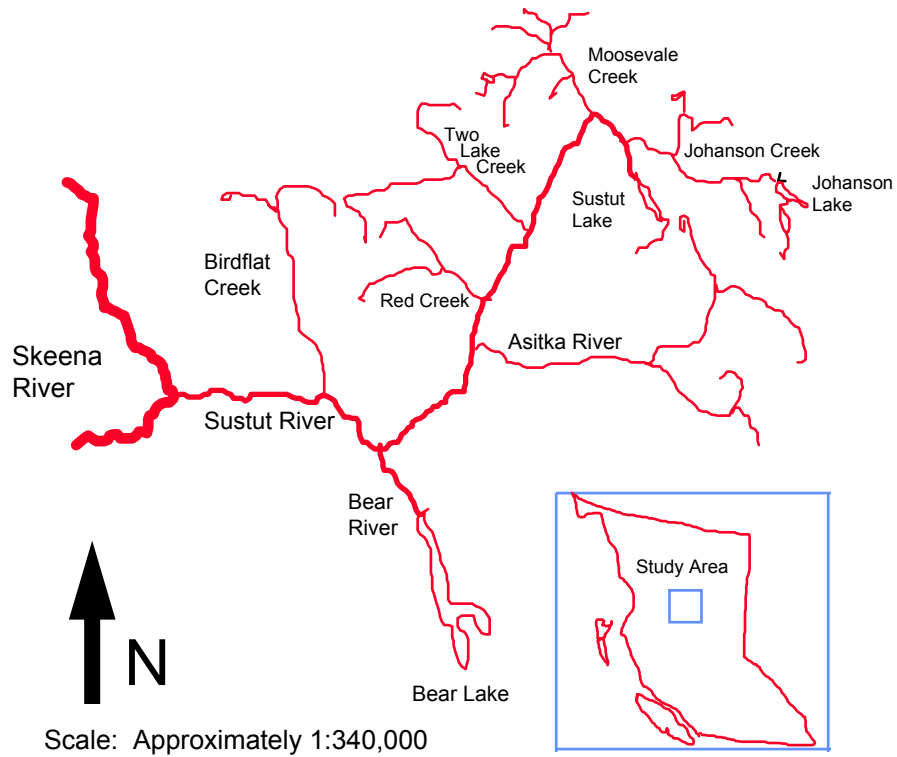 Moosevale
Creek
Two
Lake
Creek
Johanson Creek
Johanson
Lake
Sustut
Lake
Birdflat
Creek
Red Creek
Asitka River
Skeena
River
Sustut River
Bear
River
Study Area
N
Bear Lake
Scale: Approximately 1:340,000